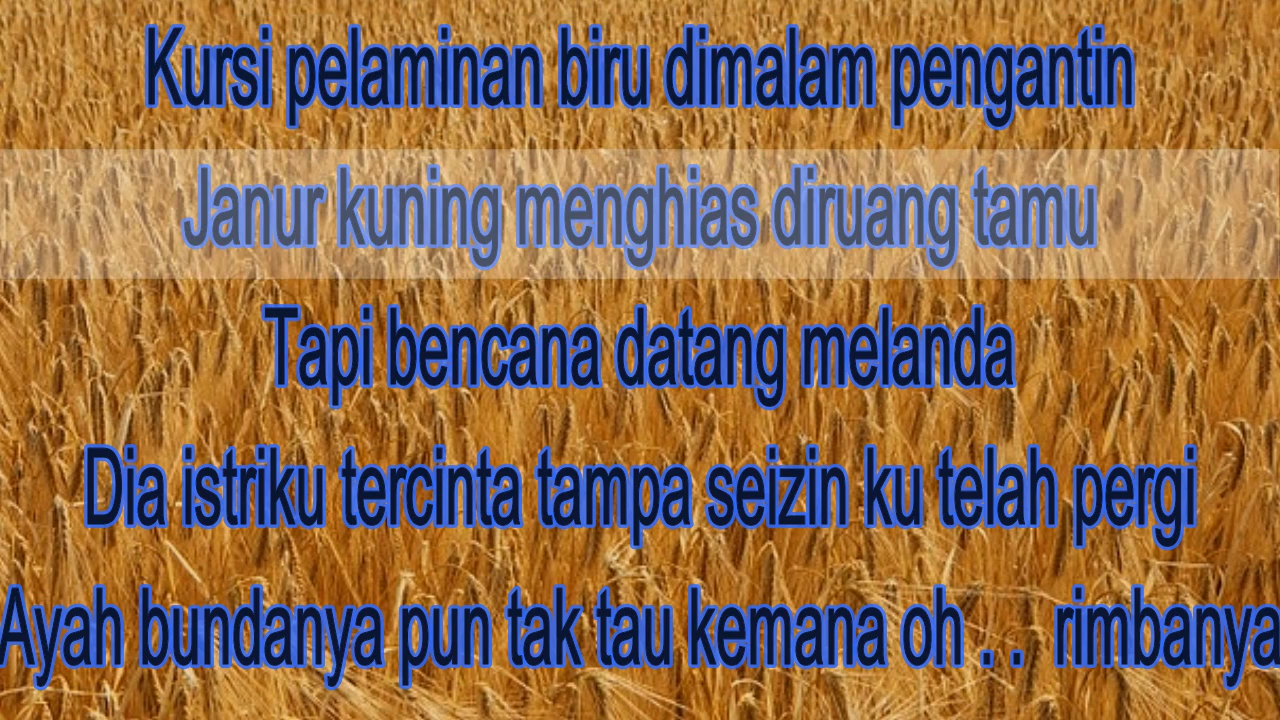 Kursi pelaminan biru dimalam pengantin
Janur kuning menghias diruang tamu
Tapi bencana datang melanda
Dia istriku tercinta tampa seizin ku telah pergi
Ayah bundanya pun tak tau kemana oh . .  rimbanya